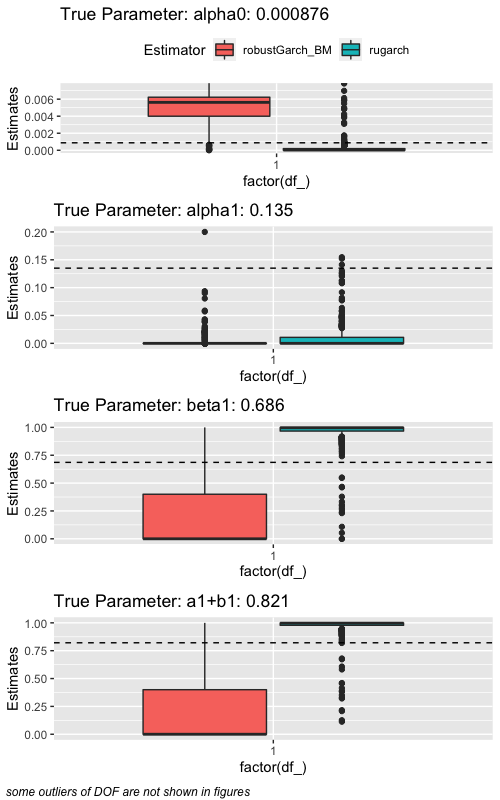 True Parameter: alpha0: 0.000876
Estimator robustGarch_BM rugarch
Estimates
0.006
0.004
0.002
0.000
1
factor(df_)
True Parameter: alpha1: 0.135
Estimates
0.20
0.15
0.10
0.05
0.00
1
factor(df_)
True Parameter: beta1: 0.686
Estimates
1.00
0.75
0.50
0.25
0.00
1
factor(df_)
True Parameter: a1+b1: 0.821
Estimates
1.00
0.75
0.50
0.25
0.00
1
factor(df_)
some outliers of DOF are not shown in figures